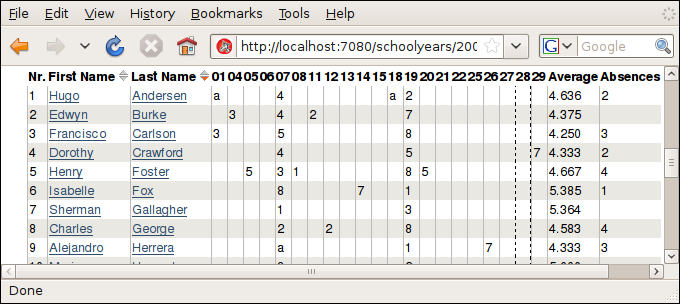 File Edit View History Bookmarks Tools Help
http://localhost:7080/schoolyears/200 G Google
Nr. First Name Last Name 01 04 05 06 07 08 11 12 13 14 15 18 19 20 21 22 25 26 27 28 29 Average Absences
1 Hugo Andersen a 4 a 2 4.636 2
2 Edwyn Burke 3 4 2 7 4.375
3 Francisco Carlson 3 5 8 4.250 3
4 Dorothy Crawford 4 5 7 4.333 2
5 Henry Foster 5 3 1 8 5 4.667 4
6 Isabelle Fox 8 7 1 5.385 1
7 Sherman Gallagher 1 3 5.364
8 Charles George 2 2 8 4.583 4
9 Alejandro Herrera a 1 6 4.333 3
Done